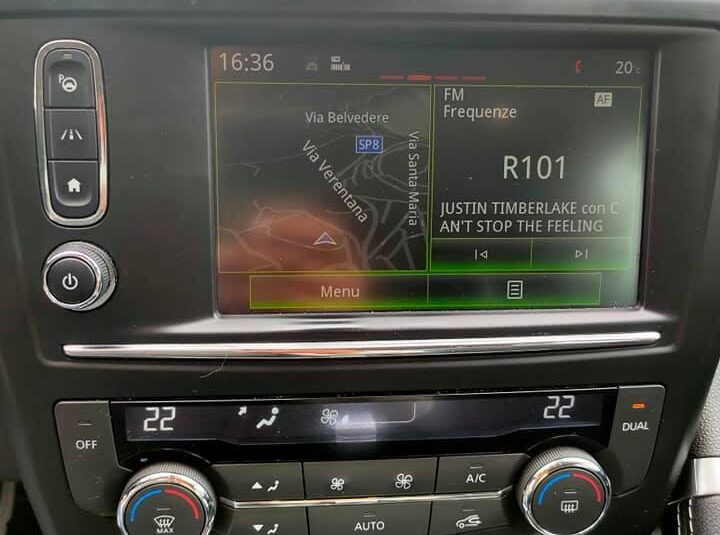 16:36
20°c
Via Belvedere
SP8
Via Verentana
Via Santa Maria
FM
AF
Frequenze
R101
JUSTIN TIMBERLAKE con C
AN'T STOP THE FEELING
Menu
OFF
22
22
DUAL
A/C
AUTO
MAX